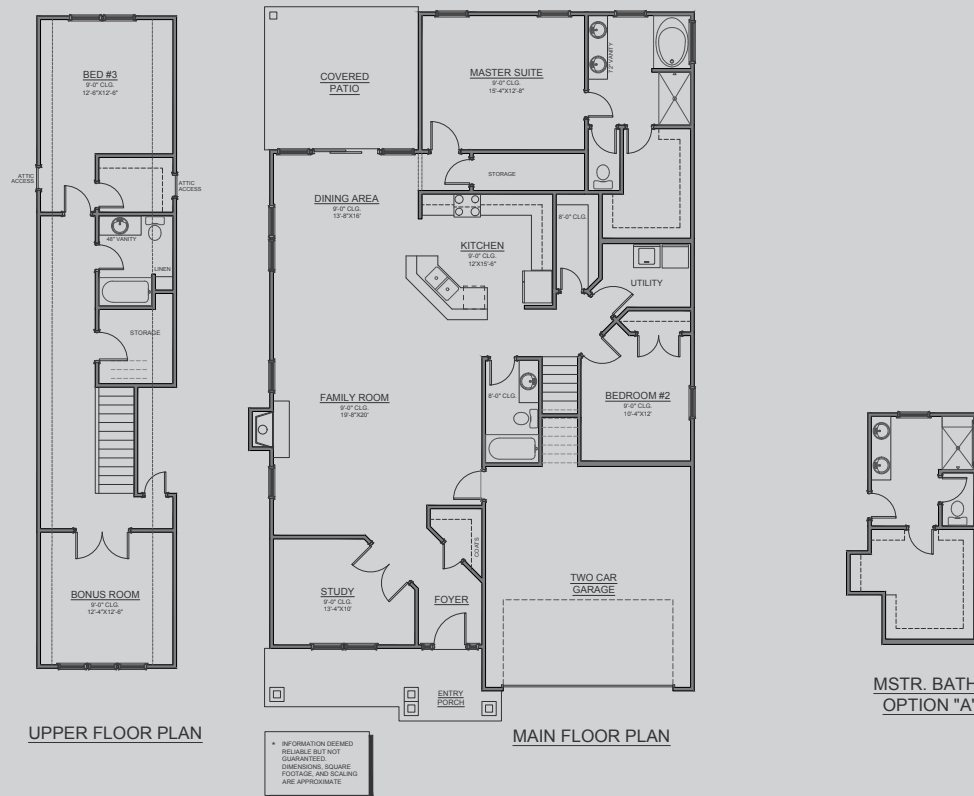 BED #3
9'-0" CLG.
12'-6"X12'-6"
ATTIC
ACCESS
ATTIC
ACCESS
48" VANITY
LINEN
STORAGE
BONUS ROOM
9'-0" CLG.
12'-4"X12'-6"
UPPER FLOOR PLAN
COVERED
PATIO
MASTER SUITE
9'-0" CLG.
15'-4"X12'-8"
7'2" VANITY
STORAGE
DINING AREA
9'-0" CLG.
13'-8"X16'
KITCHEN
9'-0" CLG.
12'X15'-6"
8'-0" CLG.
UTILITY
FAMILY ROOM
9'-0" CLG.
19'-8"X20'
8'-0" CLG.
BEDROOM #2
9'-0" CLG.
10'-4"X12'
COATS
STUDY
9'-0" CLG.
13'-4"X10'
FOYER
TWO CAR
GARAGE
ENTRY
PORCH
MAIN FLOOR PLAN
* INFORMATION DEEMED
RELIABLE BUT NOT
GUARANTEED.
DIMENSIONS, SQUARE
FOOTAGE, AND SCALING
ARE APPROXIMATE
MSTR. BATH
OPTION "A"